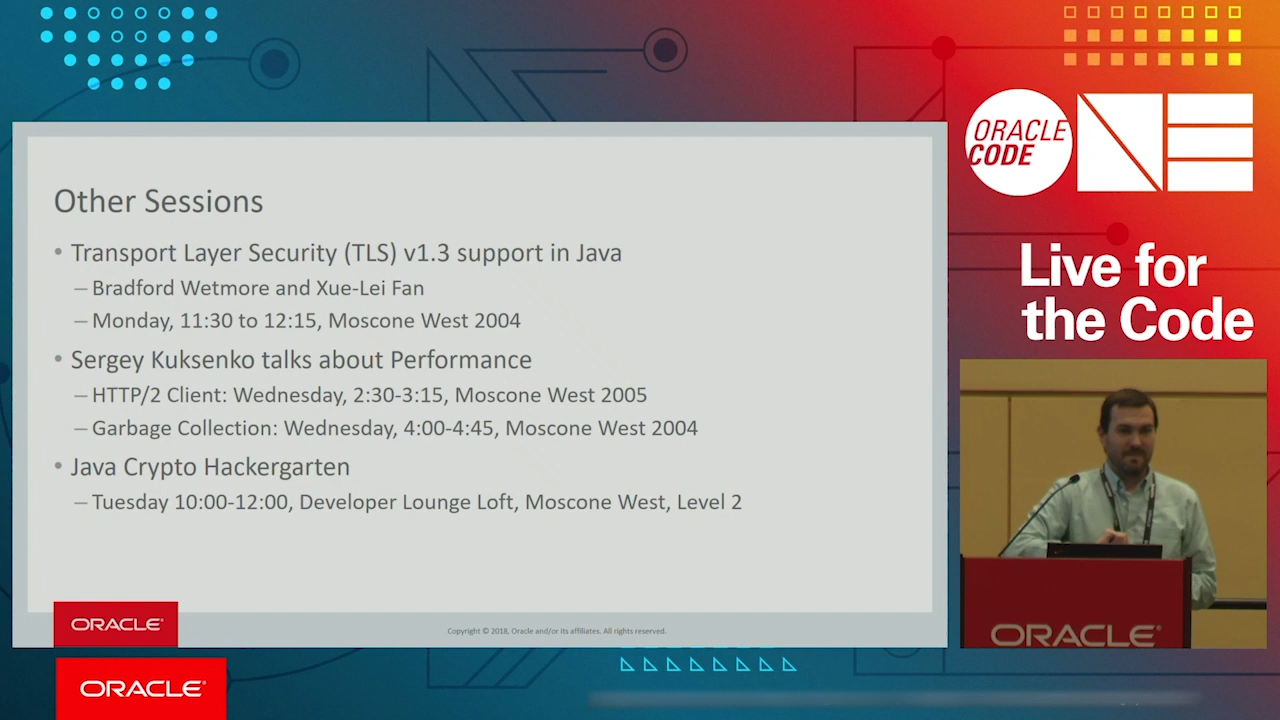 Other Sessions
• Transport Layer Security (TLS) v1.3 support in Java
– Bradford Wetmore and Xue-Lei Fan
– Monday, 11:30 to 12:15, Moscone West 2004
• Sergey Kuksenko talks about Performance
– HTTP/2 Client: Wednesday, 2:30-3:15, Moscone West 2005
– Garbage Collection: Wednesday, 4:00-4:45, Moscone West 2004
• Java Crypto Hackergarten
– Tuesday 10:00-12:00, Developer Lounge Loft, Moscone West, Level 2
ORACLE®
Copyright © 2018, Oracle and/or its affiliates. All rights reserved.
ORACLE®
ORACLE
CODE
ONE
Live for
the Code
ORACLE®